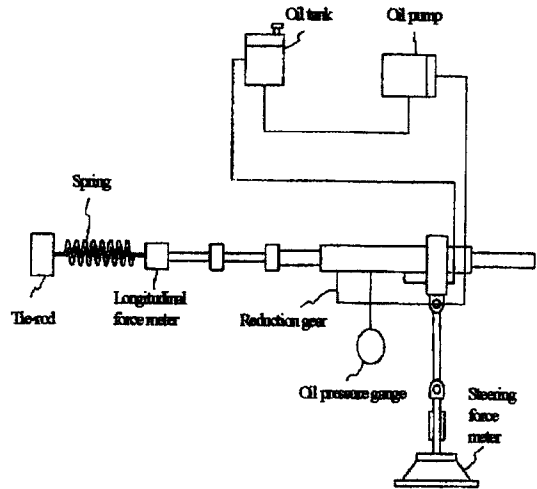 Oil tank
Oil pump
Spring
Longitudinal
force meter
Tie-rod
Reduction gear
Oil pressure gange
Steering
force
meter